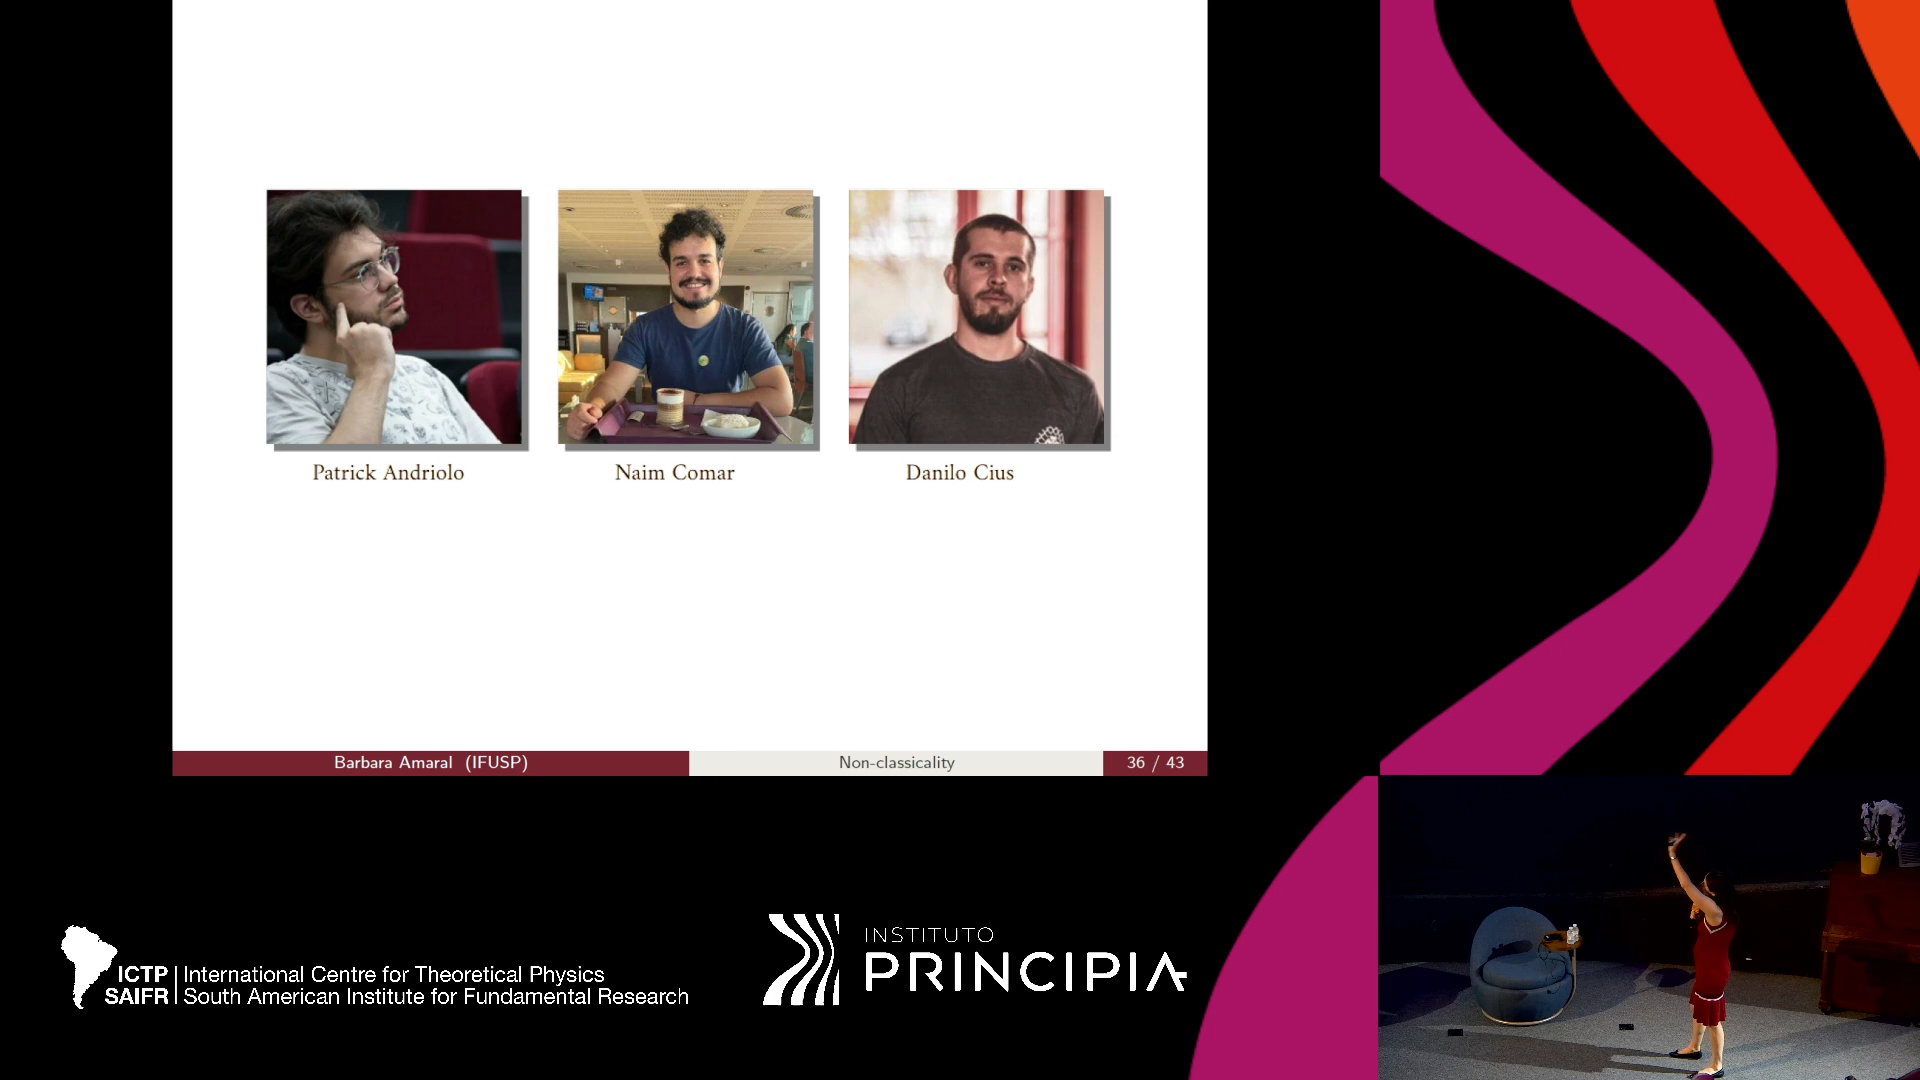 Patrick Andriolo
Naim Comar
Danilo Cius
Barbara Amaral (IFUSP)
Non-classicality
36 / 43
ICTP
SAIFR
International Centre for Theoretical Physics
South American Institute for Fundamental Research
INSTITUTO
PRINCIPIA